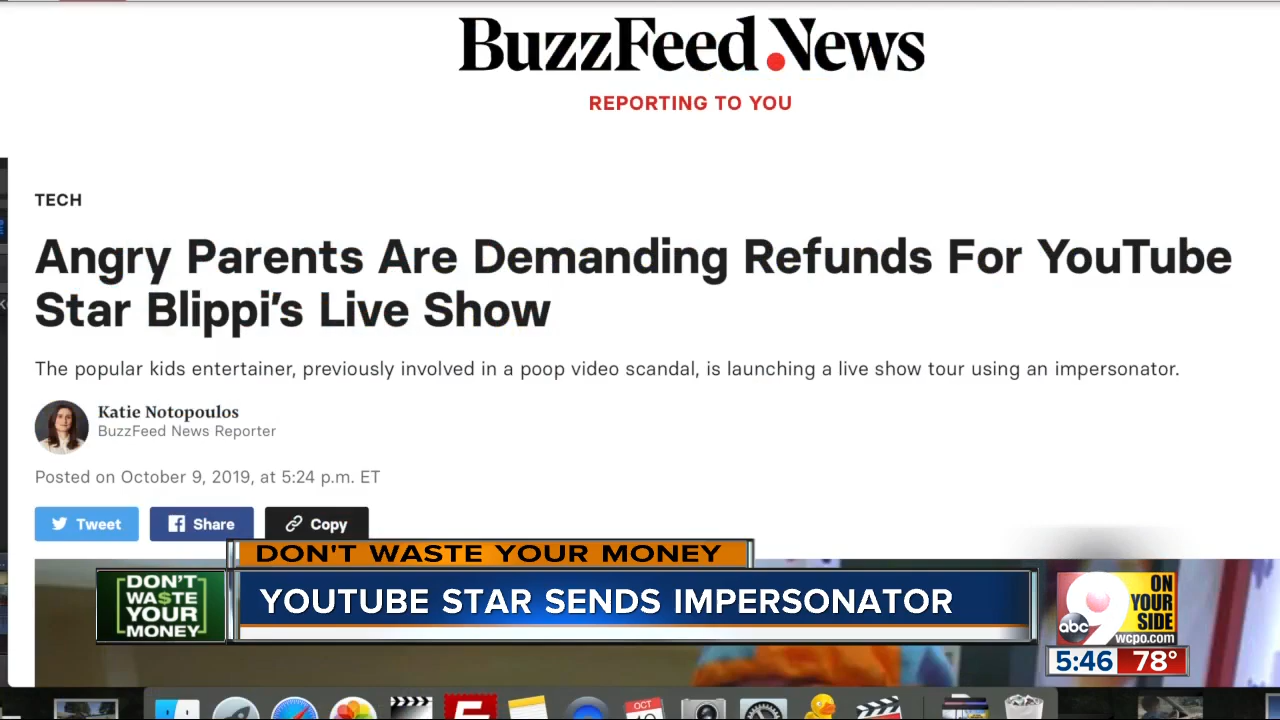 BuzzFeed News
REPORTING TO YOU
TECH
Angry Parents Are Demanding Refunds For YouTube
Star Blippi's Live Show
The popular kids entertainer, previously involved in a poop video scandal, is launching a live show tour using an impersonator.
Katie Notopoulos
BuzzFeed News Reporter
Posted on October 9, 2019, at 5:24 p.m. ET
Tweet Share Copy
DON'T WASTE YOUR MONEY
DON'T
WA$TE
YOUR
MONEY
YOUTUBE STAR SENDS IMPERSONATOR
abc 9 ON
YOUR
SIDE
wcpo.com
5:46 78°
OCT